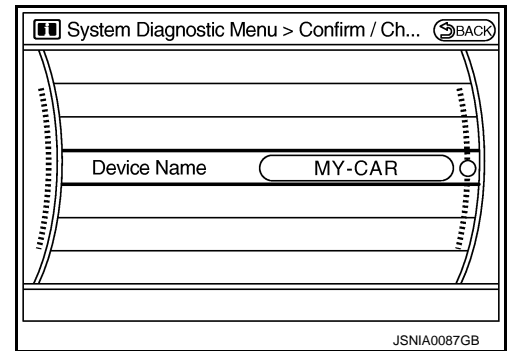 System Diagnostic Menu > Confirm / Ch... BACK
Device Name MY-CAR
JSNIA0087GB